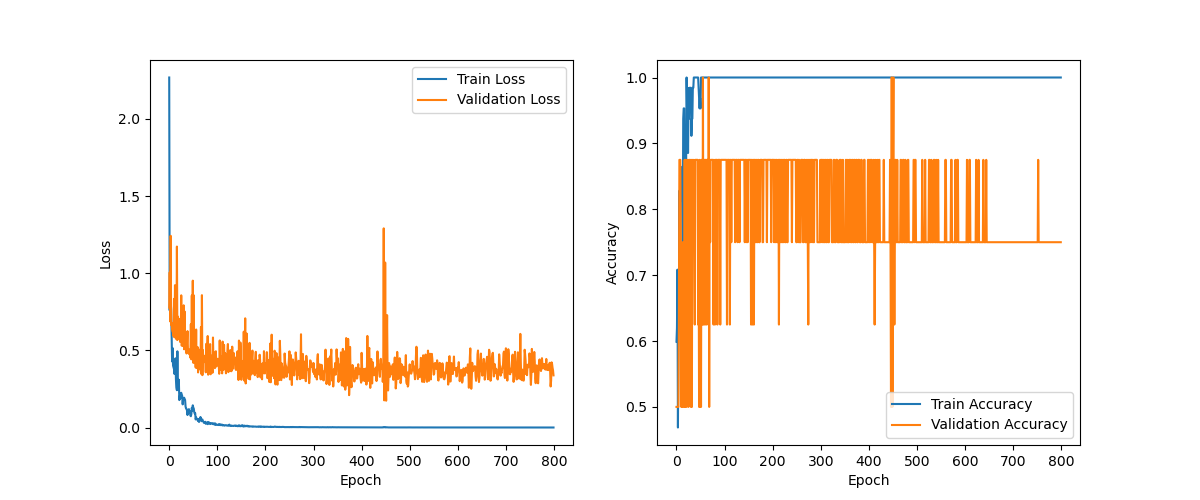 Train Loss
Validation Loss
2.0
1.5
1.0
0.5
0.0
Loss
0 100 200 300 400 500 600 700 800
Epoch
1.0
0.9
0.8
0.7
0.6
0.5
Accuracy
Train Accuracy
Validation Accuracy
0 100 200 300 400 500 600 700 800
Epoch